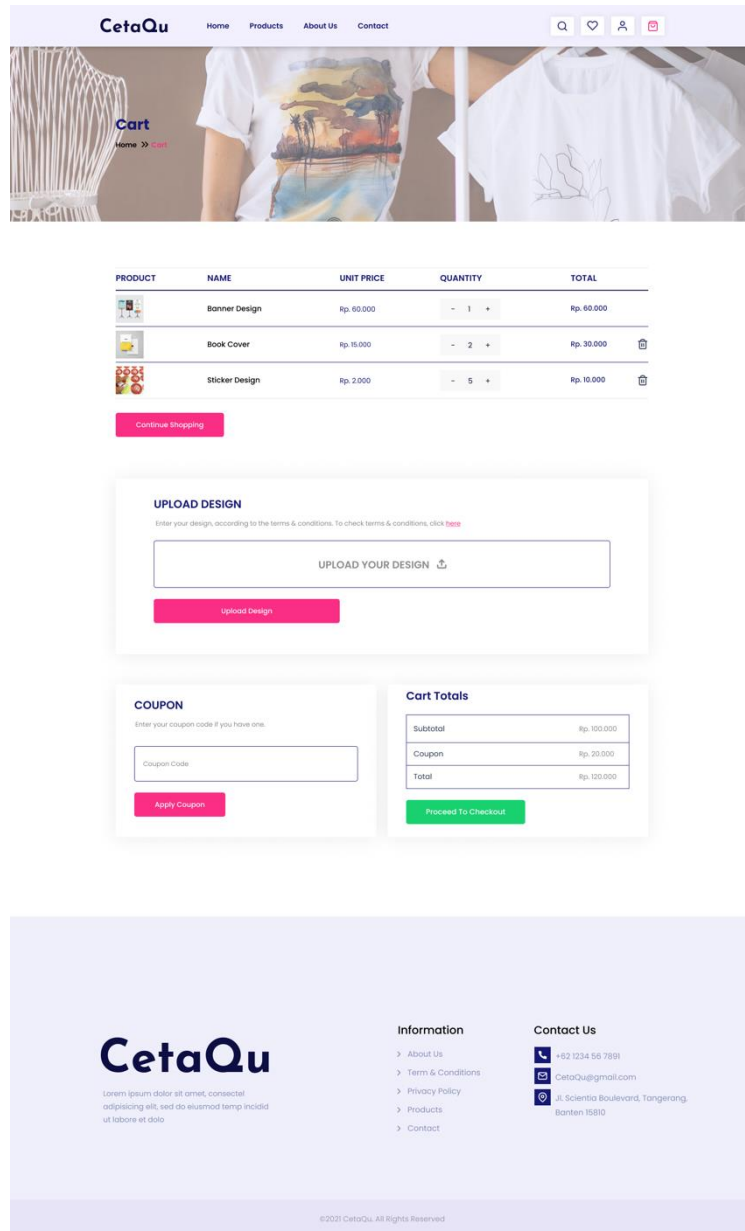 CetaQu
Home Products About Us Contact
Cart
Home >> Cart
PRODUCT NAME UNIT PRICE QUANTITY TOTAL
Banner Design Rp. 60.000 - 1 + Rp. 60.000
Book Cover Rp. 15.000 - 2 + Rp. 30.000
Sticker Design Rp. 2.000 - 5 + Rp. 10.000
Continue Shopping
UPLOAD DESIGN
Enter your design, according to the terms & conditions. To check terms & conditions, click here
UPLOAD YOUR DESIGN
Upload Design
COUPON
Enter your coupon code if you have one.
Coupon Code
Apply Coupon
Cart Totals
Subtotal Rp. 100.000
Coupon Rp. 20.000
Total Rp. 120.000
Proceed To Checkout
CetaQu
Lorem ipsum dolor sit amet, consectet
adipisicing elit, sed do eiusmod temp incidid
ut labore et dolo
Information
> About Us
> Term & Conditions
> Privacy Policy
> Products
> Contact
Contact Us
+62 1234 56 7891
CetaQu@gmail.com
Jl. Scientia Boulevard, Tangerang,
Banten 15810
©2021 CetaQu. All Rights Reserved